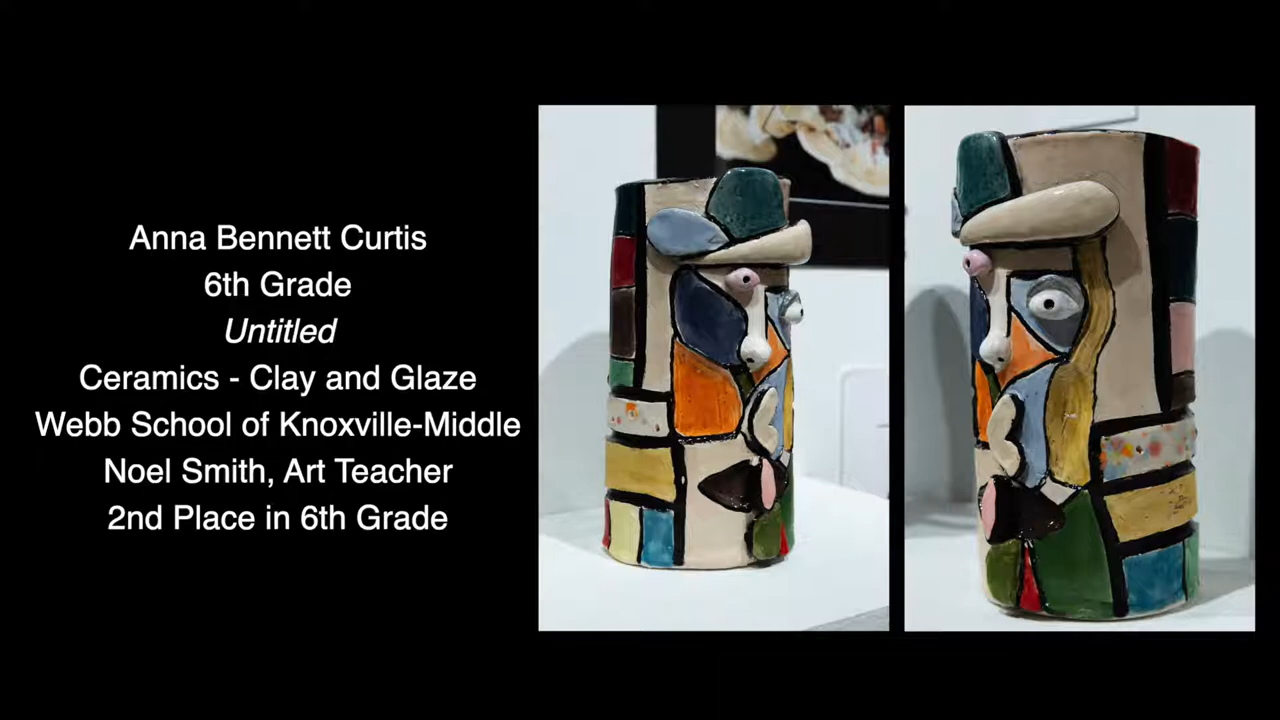 Anna Bennett Curtis
6th Grade
Untitled
Ceramics - Clay and Glaze
Webb School of Knoxville-Middle
Noel Smith, Art Teacher
2nd Place in 6th Grade